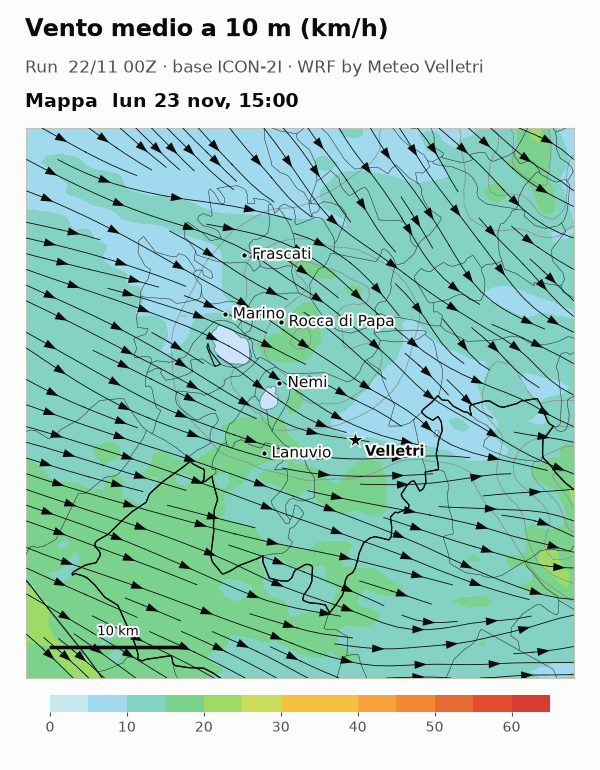 Vento medio a 10 m (km/h)
Run 22/11 00Z · base ICON-2I · WRF by Meteo Velletri
Mappa lun 23 nov, 15:00
Frascati
Marino
Rocca di Papa
Nemi
Velletri
Lanuvio
10 km
0 10 20 30 40 50 60